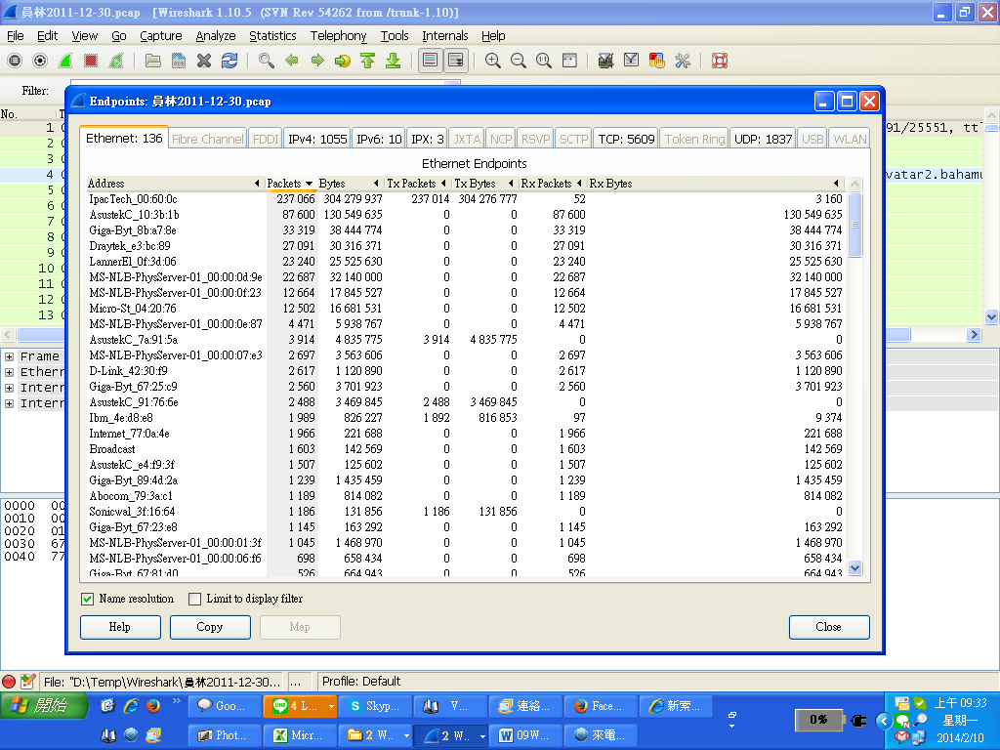 員林2011-12-30.pcap [Wireshark 1.10.5 (SVN Rev 54262 from /trunk-1.10)]
File Edit View Go Capture Analyze Statistics Telephony Tools Internals Help
Filter:
No.
Endpoints: 員林2011-12-30.pcap
Ethernet: 136 Fibre Channel FDDI IPv4: 1055 IPv6: 10 IPX: 3 JXTA NCP RSVP SCTP TCP: 5609 Token Ring UDP: 1837 USB WLAN
Ethernet Endpoints
Address Packets Bytes Tx Packets Tx Bytes Rx Packets Rx Bytes
IpacTech_00:60:0c 237 066 304 279 937 237 014 304 276 777 52 3 160
AsustekC_10:3b:1b 87 600 130 549 635 0 0 87 600 130 549 635
Giga-Byt_8b:a7:8e 33 319 38 444 774 0 0 33 319 38 444 774
Draytek_e3:bc:89 27 091 30 316 371 0 0 27 091 30 316 371
LannerEl_0f:3d:06 23 240 25 525 630 0 0 23 240 25 525 630
MS-NLB-PhysServer-01_00:00:0d:9e 22 687 32 140 000 0 0 22 687 32 140 000
MS-NLB-PhysServer-01_00:00:0f:23 12 664 17 845 527 0 0 12 664 17 845 527
Micro-St_04:20:76 12 502 16 681 531 0 0 12 502 16 681 531
MS-NLB-PhysServer-01_00:00:0e:87 4 471 5 938 767 0 0 4 471 5 938 767
AsustekC_7a:91:5a 3 914 4 835 775 3 914 4 835 775 0 0
MS-NLB-PhysServer-01_00:00:07:e3 2 697 3 563 606 0 0 2 697 3 563 606
D-Link_42:30:f9 2 617 1 120 890 0 0 2 617 1 120 890
Giga-Byt_67:25:c9 2 560 3 701 923 0 0 2 560 3 701 923
AsustekC_91:76:6e 2 488 3 469 845 2 488 3 469 845 0 0
Ibm_4e:d8:e8 1 989 826 227 1 892 816 853 97 9 374
Internet_77:0a:4e 1 966 221 688 0 0 1 966 221 688
Broadcast 1 603 142 569 0 0 1 603 142 569
AsustekC_e4:f9:3f 1 507 125 602 0 0 1 507 125 602
Giga-Byt_89:4d:2a 1 239 1 435 459 0 0 1 239 1 435 459
Abocom_79:3a:c1 1 189 814 082 0 0 1 189 814 082
Sonicwal_3f:16:64 1 186 131 856 1 186 131 856 0 0
Giga-Byt_67:23:e8 1 145 163 292 0 0 1 145 163 292
MS-NLB-PhysServer-01_00:00:01:3f 1 045 1 468 970 0 0 1 045 1 468 970
MS-NLB-PhysServer-01_00:00:06:f6 698 658 434 0 0 698 658 434
Giga-Byt_67:81:d0 526 664 943 0 0 526 664 943
Name resolution Limit to display filter
Help Copy Map Close
1 0 91/25551, ttl
2 0
3 0
4 0 vatar2.bahamu
5 0
6 0
7 0
8 0
9 0
10 0
11 0
12 0
13 0
Frame
Ethern
Intern
Intern
0000 00
0010 00
0020 01
0030 67
0040 77
File: "D:\Temp\Wireshark\員林2011-12-30... ... Profile: Default
開始 Goo... 4 L... Skyp... V... 連絡... Face... 新索...
Phot... Micr... 2 W... 2 W... 09W... 來電...
0%
上午 09:33
星期一
2014/2/10